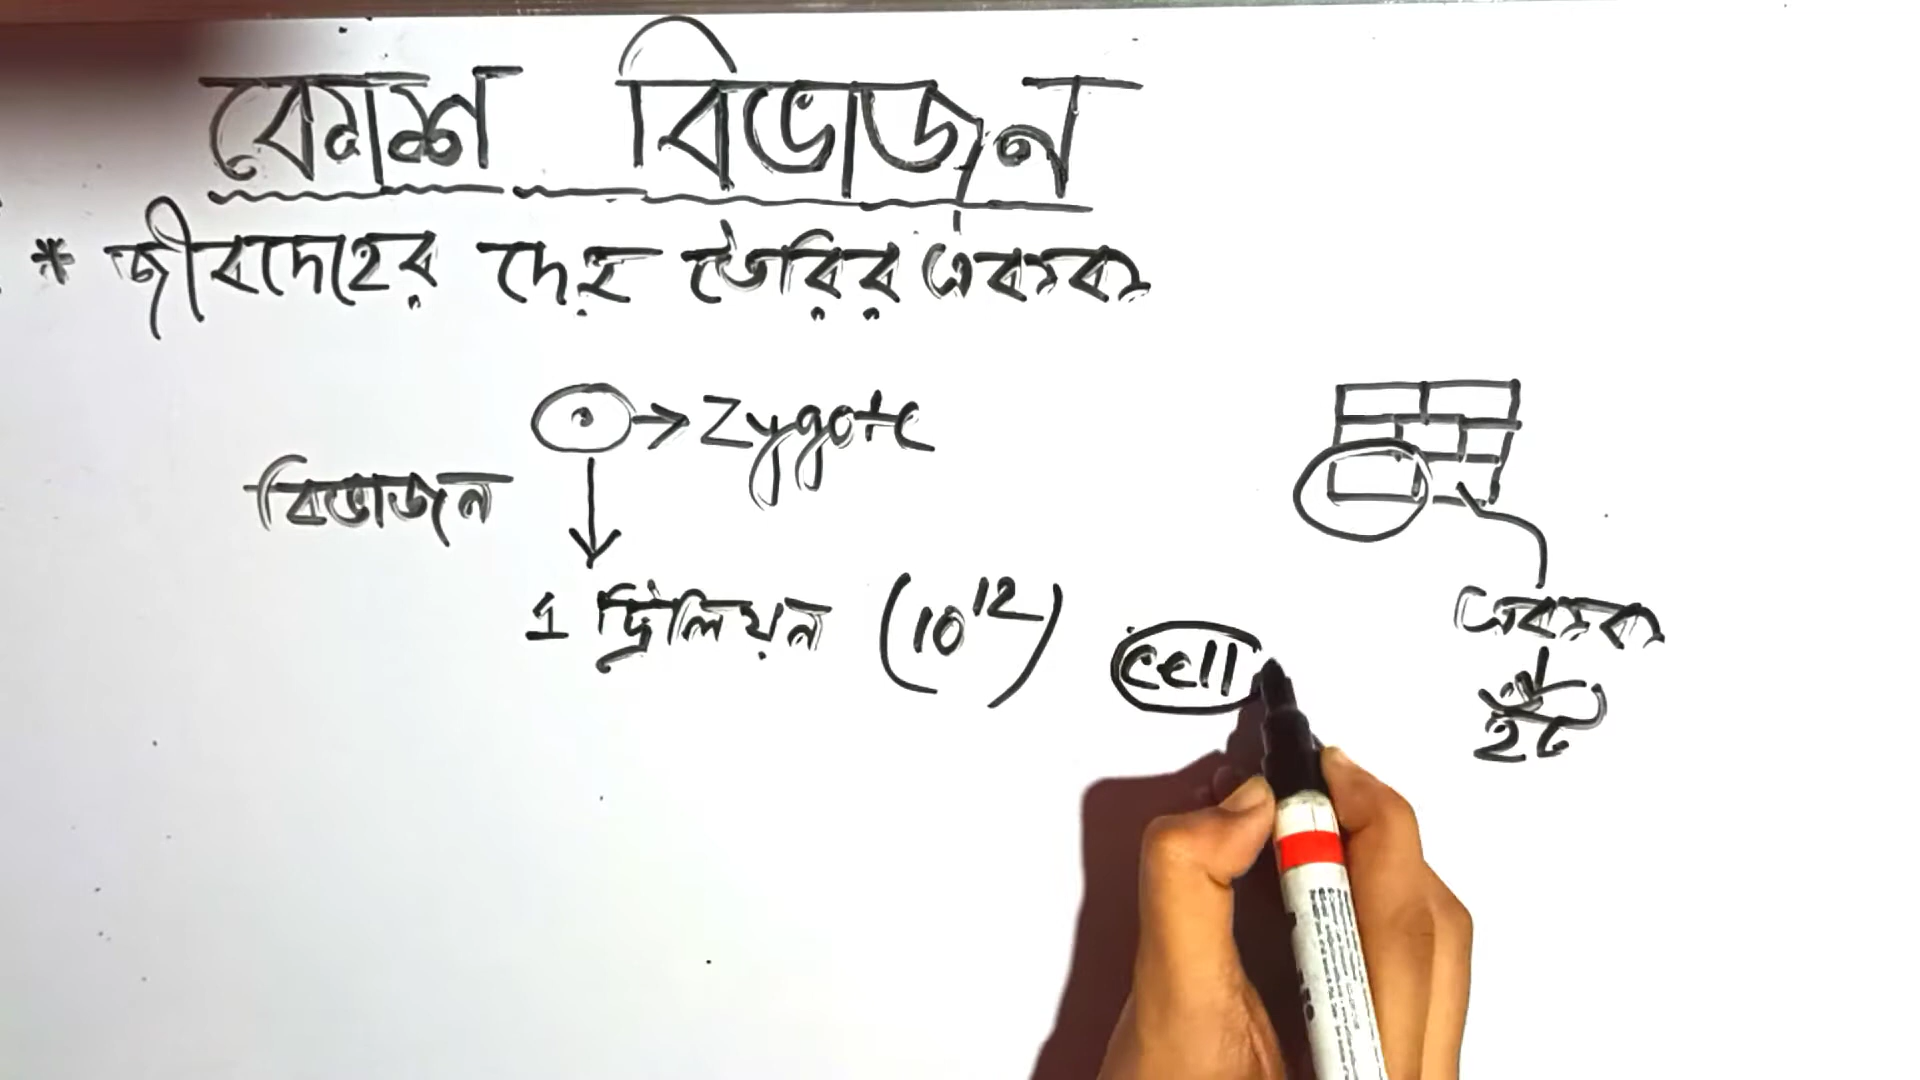 কোশ বিভাজন
* জীবদেহের দেহ তৈরির একক
→ Zygote
বিভাজন
1 ট্রিলিয়ন (10¹²) cell
একক
ইট